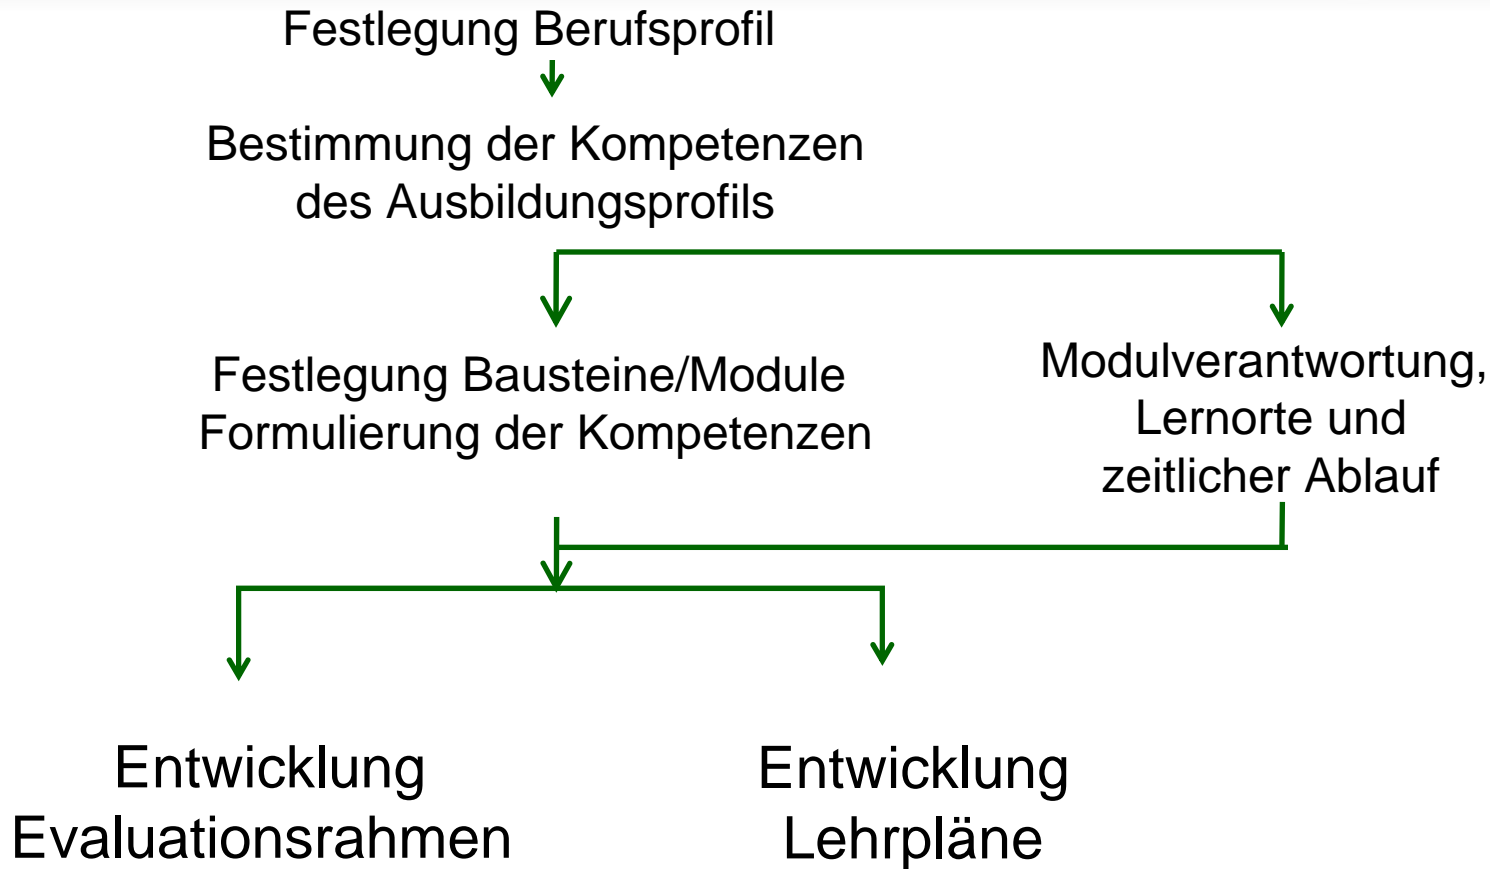 Festlegung Berufsprofil
Bestimmung der Kompetenzen
des Ausbildungsprofils
Festlegung Bausteine/Module
Formulierung der Kompetenzen
Modulverantwortung,
Lernorte und
zeitlicher Ablauf
Entwicklung
Evaluationsrahmen
Entwicklung
Lehrpläne